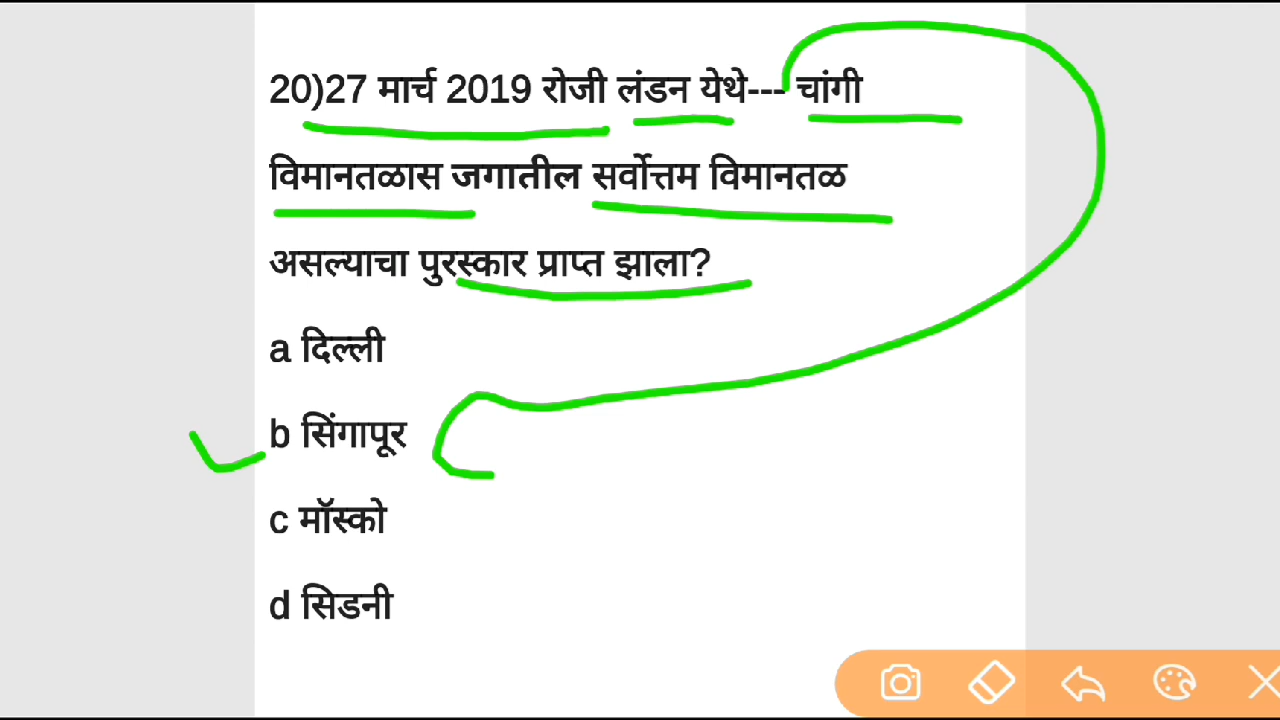 20)27 मार्च 2019 रोजी लंडन येथे--- चांगी
विमानतळास जगातील सर्वोत्तम विमानतळ
असल्याचा पुरस्कार प्राप्त झाला?
a दिल्ली
b सिंगापूर
c मॉस्को
d सिडनी